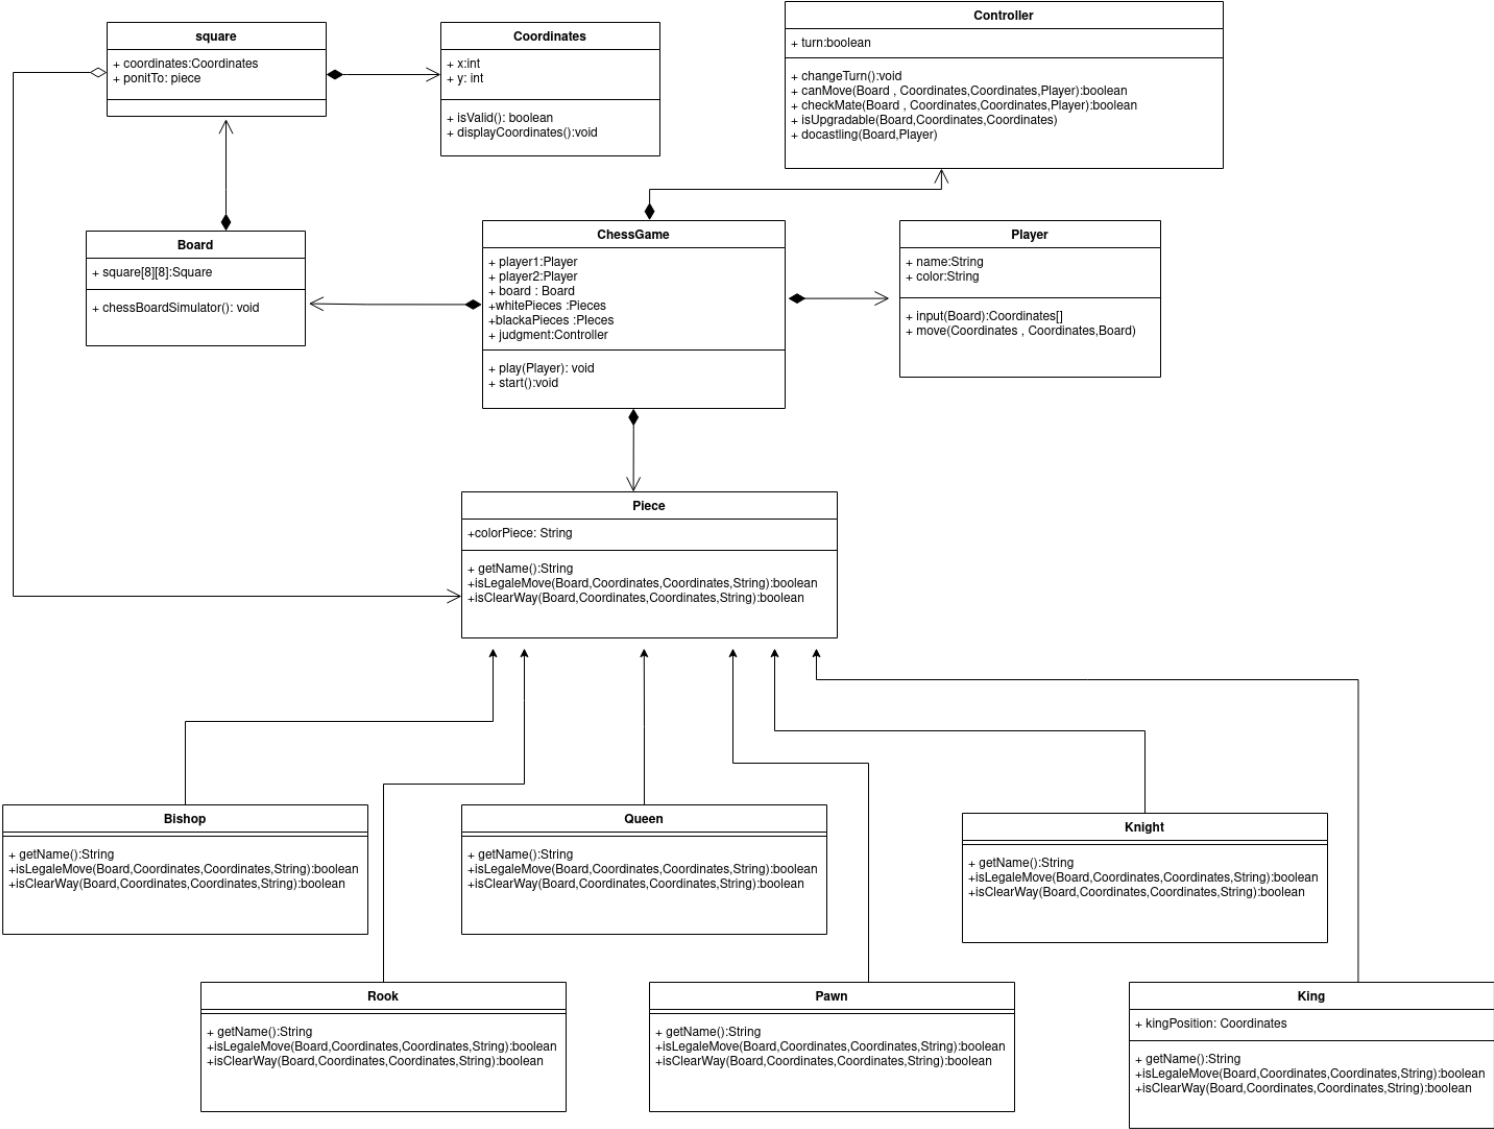 square
+ coordinates:Coordinates
+ ponitTo: piece
Coordinates
+ x:int
+ y: int
+ isValid(): boolean
+ displayCoordinates():void
Controller
+ turn:boolean
+ changeTurn():void
+ canMove(Board , Coordinates,Coordinates,Player):boolean
+ checkMate(Board , Coordinates,Coordinates,Player):boolean
+ isUpgradable(Board,Coordinates,Coordinates)
+ docastling(Board,Player)
Board
+ square[8][8]:Square
+ chessBoardSimulator(): void
ChessGame
+ player1:Player
+ player2:Player
+ board : Board
+whitePieces :Pieces
+blackaPieces :PIeces
+ judgment:Controller
+ play(Player): void
+ start():void
Player
+ name:String
+ color:String
+ input(Board):Coordinates[]
+ move(Coordinates , Coordinates,Board)
Piece
+colorPiece: String
+ getName():String
+isLegaleMove(Board,Coordinates,Coordinates,String):boolean
+isClearWay(Board,Coordinates,Coordinates,String):boolean
Bishop
+ getName():String
+isLegaleMove(Board,Coordinates,Coordinates,String):boolean
+isClearWay(Board,Coordinates,Coordinates,String):boolean
Queen
+ getName():String
+isLegaleMove(Board,Coordinates,Coordinates,String):boolean
+isClearWay(Board,Coordinates,Coordinates,String):boolean
Knight
+ getName():String
+isLegaleMove(Board,Coordinates,Coordinates,String):boolean
+isClearWay(Board,Coordinates,Coordinates,String):boolean
Rook
+ getName():String
+isLegaleMove(Board,Coordinates,Coordinates,String):boolean
+isClearWay(Board,Coordinates,Coordinates,String):boolean
Pawn
+ getName():String
+isLegaleMove(Board,Coordinates,Coordinates,String):boolean
+isClearWay(Board,Coordinates,Coordinates,String):boolean
King
+ kingPosition: Coordinates
+ getName():String
+isLegaleMove(Board,Coordinates,Coordinates,String):boolean
+isClearWay(Board,Coordinates,Coordinates,String):boolean